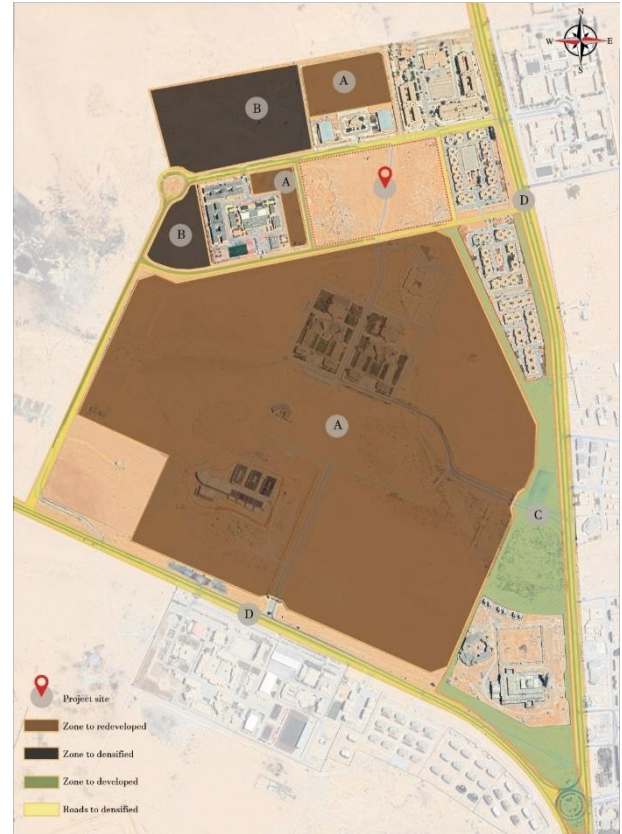 N
W E
S
A
B
A
D
B
A
C
D
Project site
Zone to redeveloped
Zone to densified
Zone to developed
Roads to densified